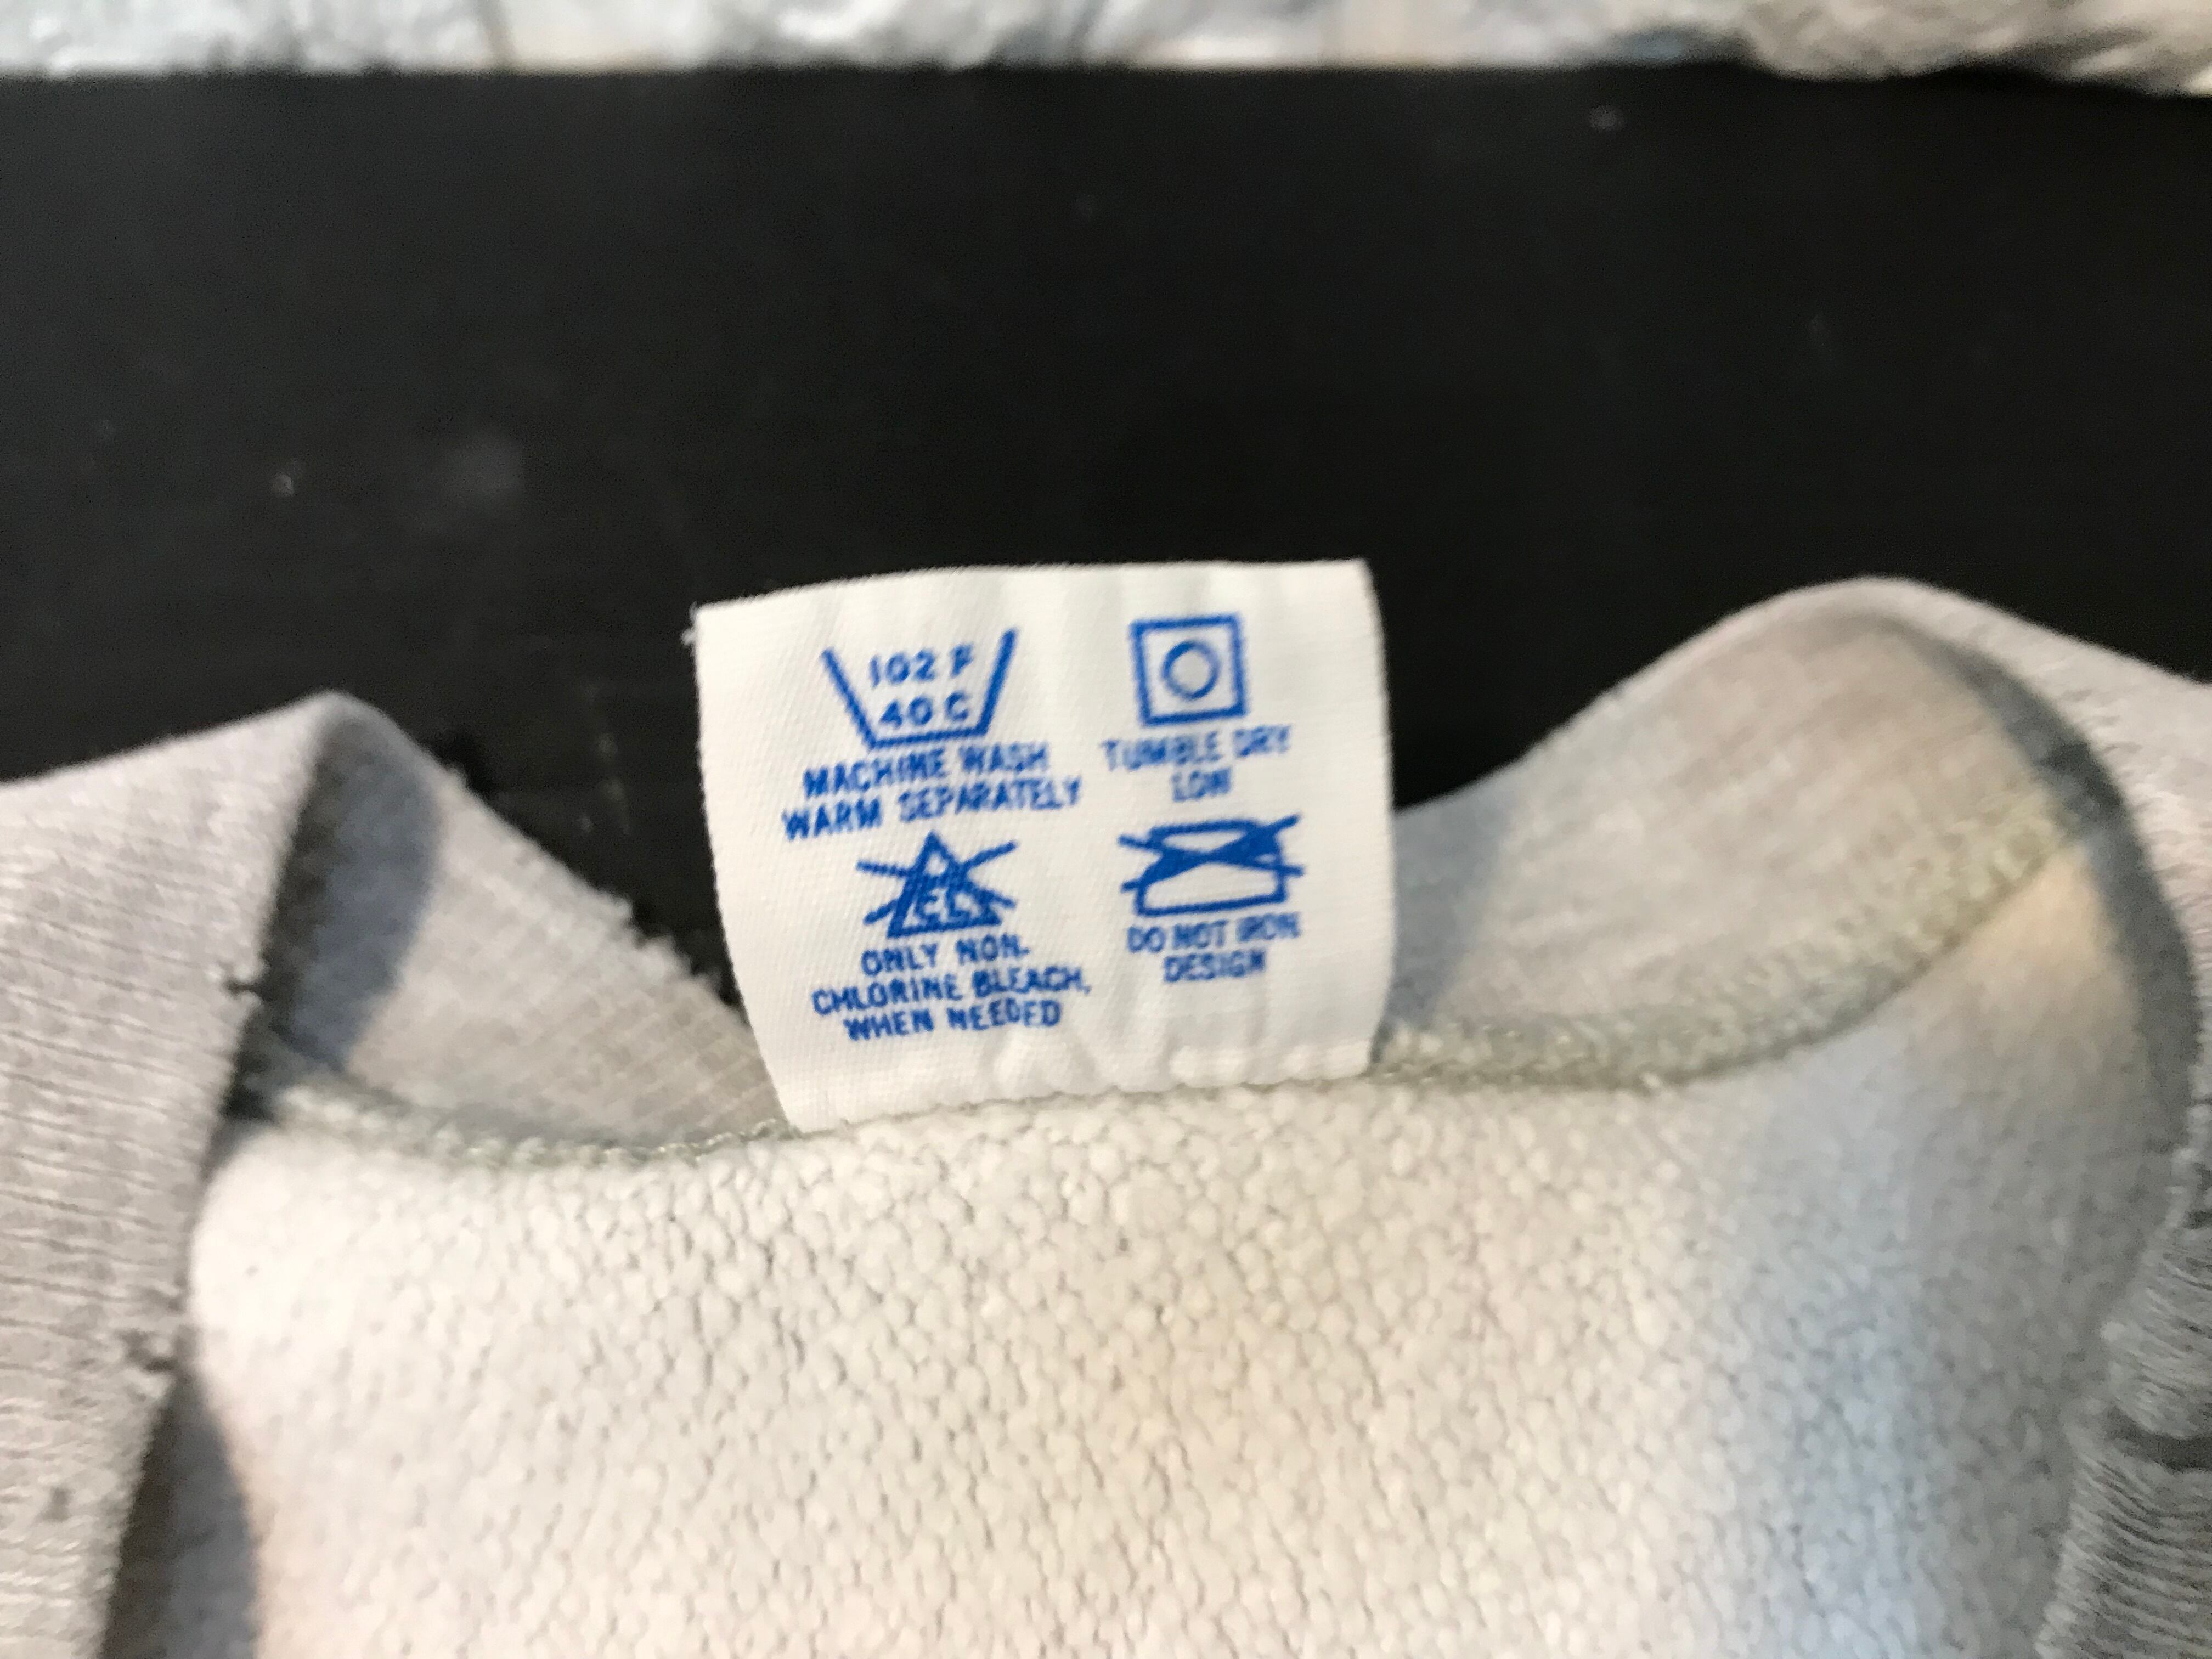 102 F
40 C
MACHINE WASH
WARM SEPARATELY
CL
ONLY NON-
CHLORINE BLEACH,
WHEN NEEDED
TUMBLE DRY
LOW
DO NOT IRON
DESIGN